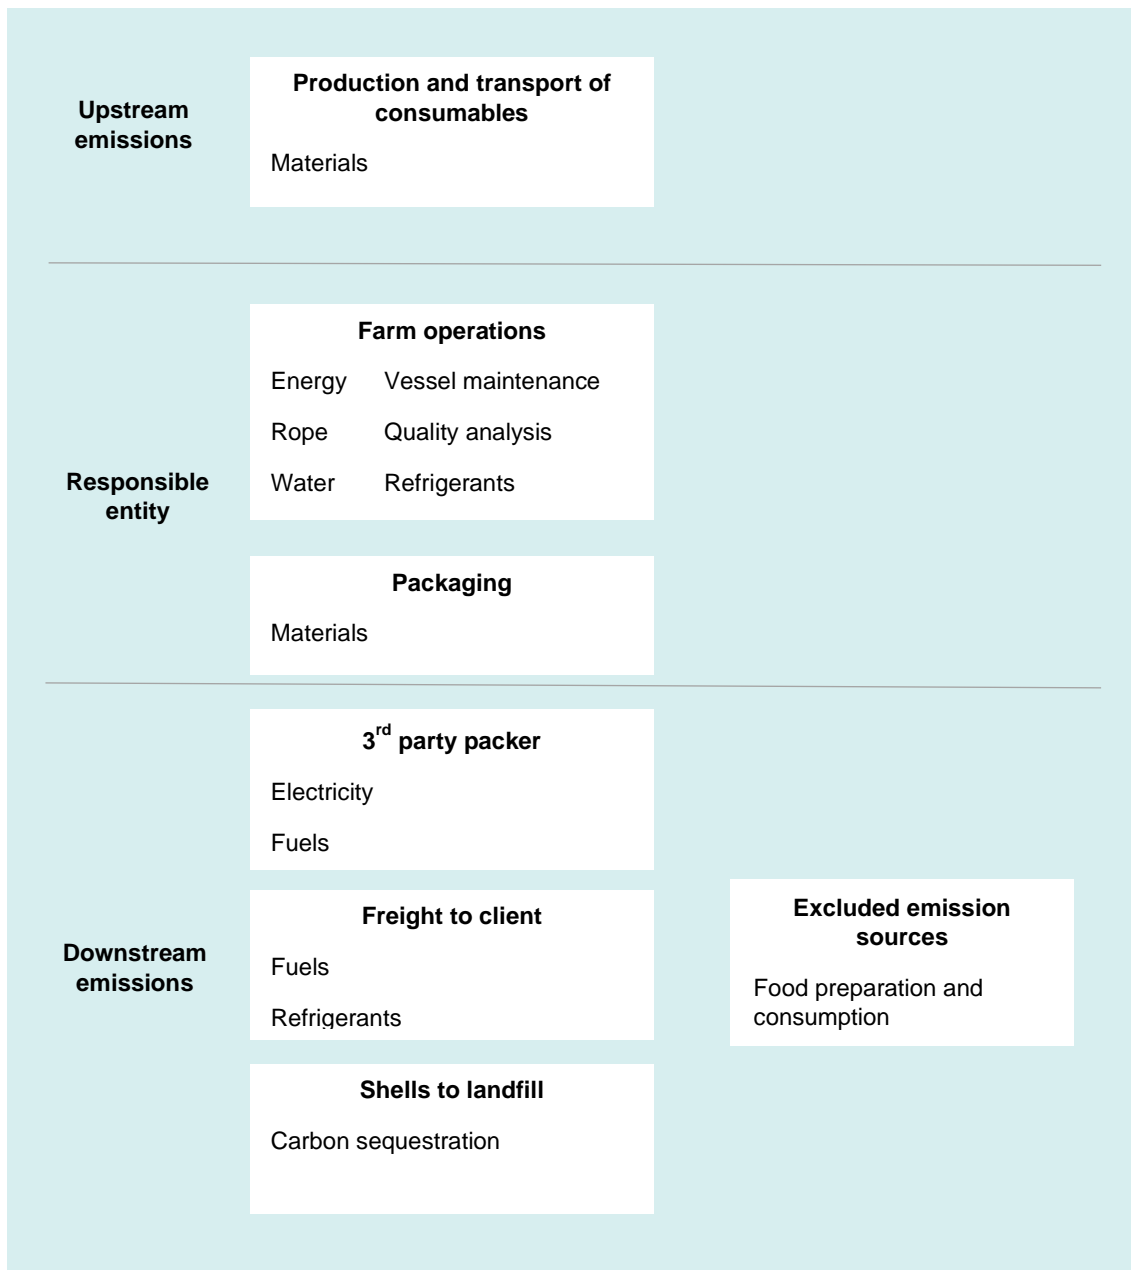 Upstream
emissions
Production and transport of
consumables
Materials
Responsible
entity
Farm operations
Energy Vessel maintenance
Rope Quality analysis
Water Refrigerants
Packaging
Materials
Downstream
emissions
3rd party packer
Electricity
Fuels
Freight to client
Fuels
Refrigerants
Shells to landfill
Carbon sequestration
Excluded emission
sources
Food preparation and
consumption